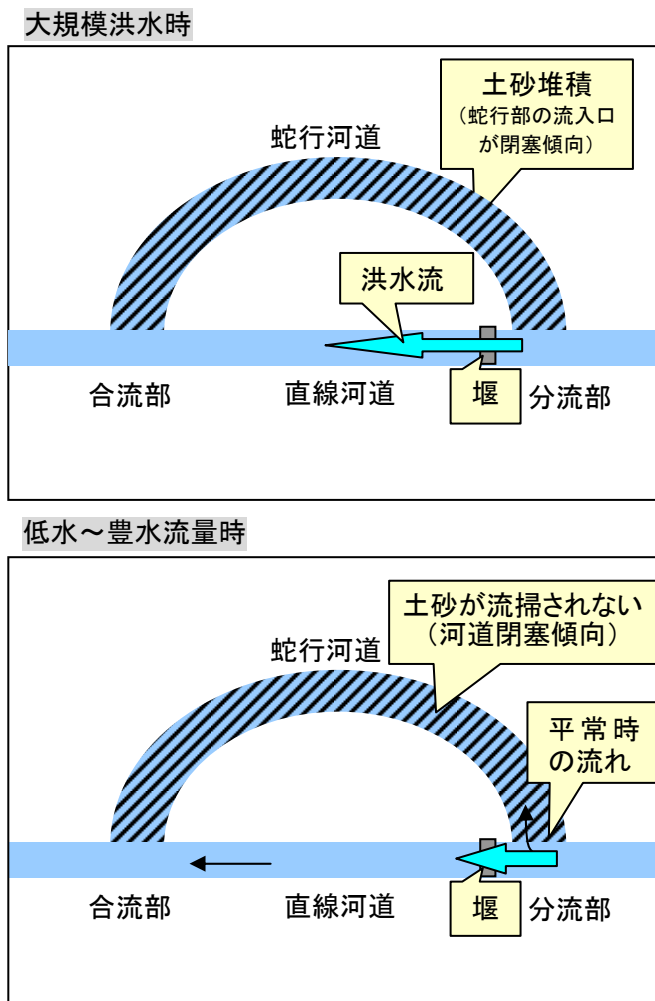 大規模洪水時
土砂堆積
（蛇行部の流入口
が閉塞傾向）
蛇行河道
洪水流
合流部
直線河道
堰
分流部
低水～豊水流量時
土砂が流掃されない
（河道閉塞傾向）
蛇行河道
平常時
の流れ
合流部
直線河道
堰
分流部